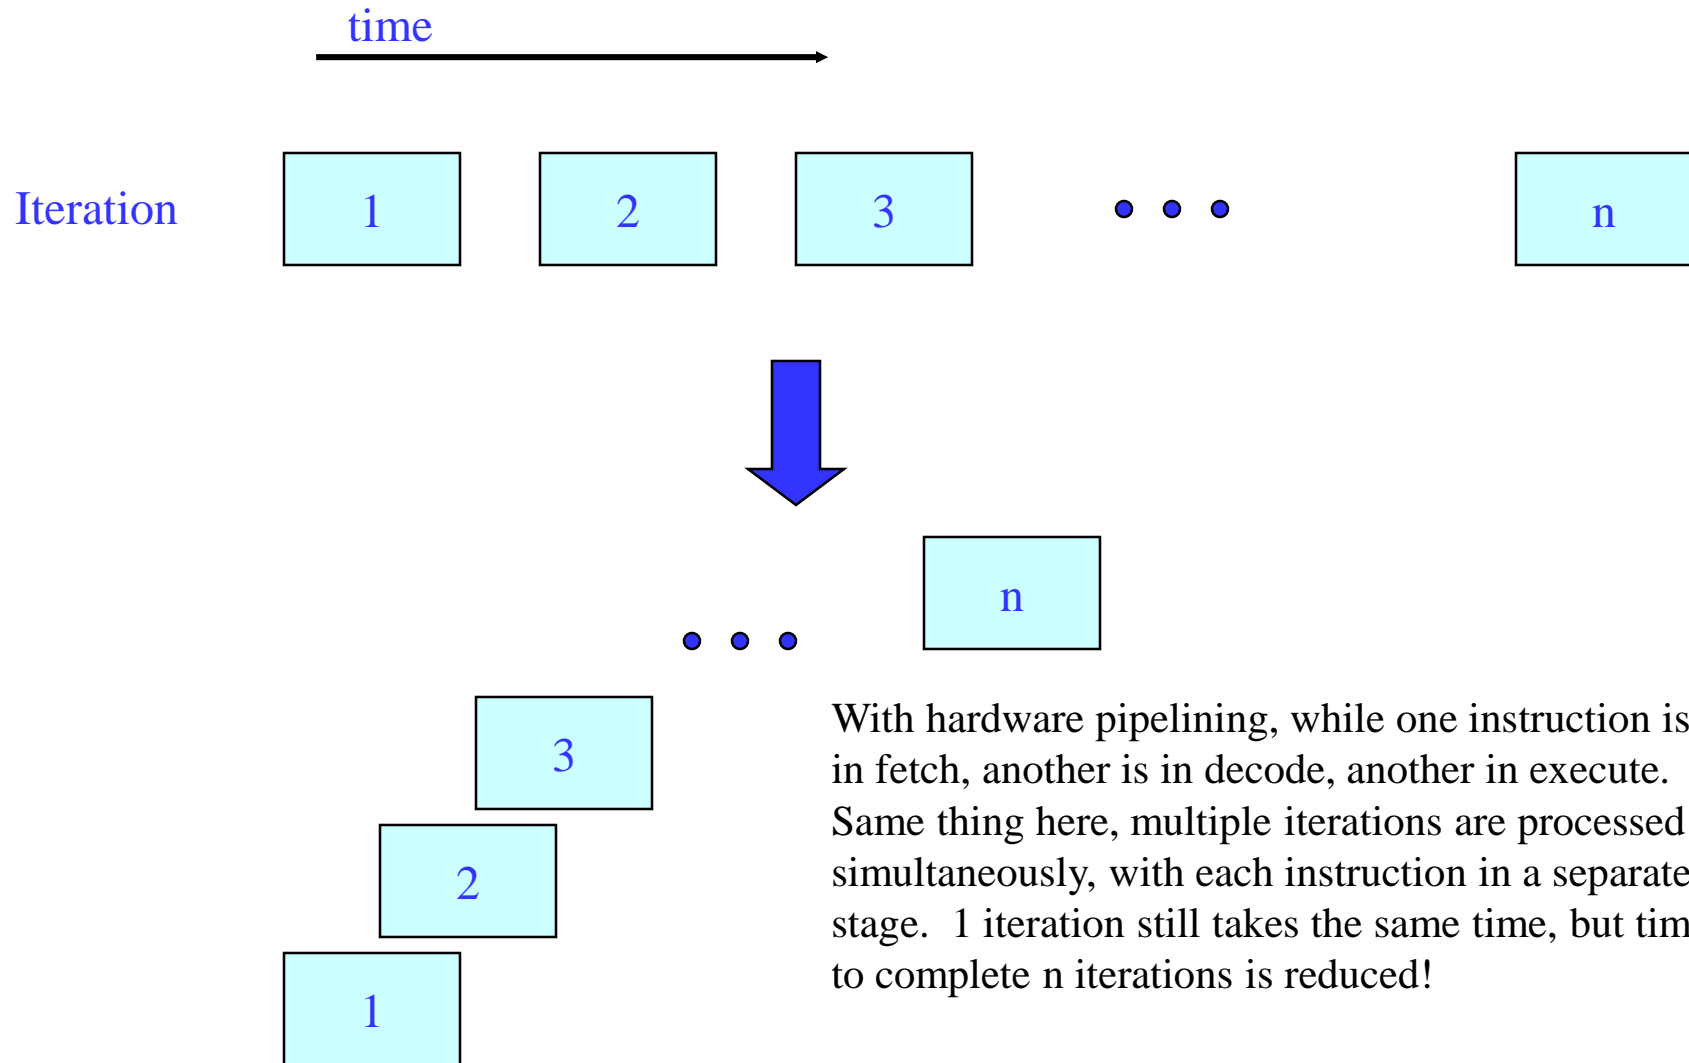 time
Iteration 1 2 3 n
n
3
With hardware pipelining, while one instruction is
in fetch, another is in decode, another in execute.
Same thing here, multiple iterations are processed
2
simultaneously, with each instruction in a separate
stage. 1 iteration still takes the same time, but tim
to complete n iterations is reduced!
1